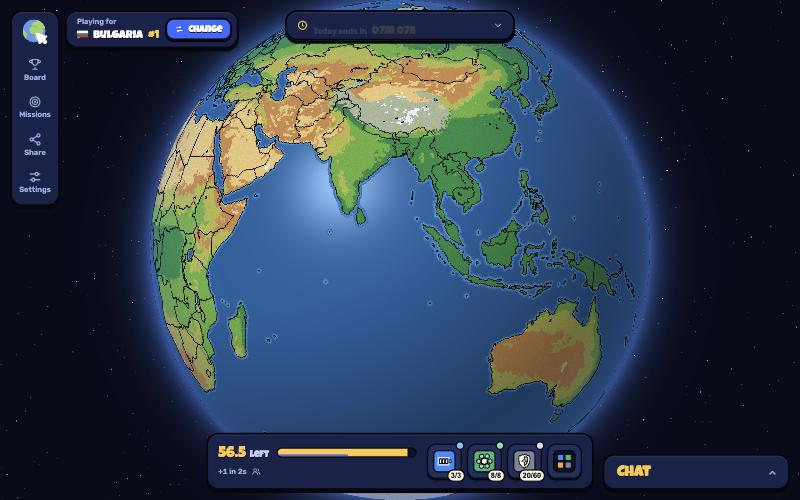 Playing for
BULGARIA #1
CHANGE
Today ends in
Board
Missions
Share
Settings
56.5 LEFT
+1 in 2s
3/3
8/8
20/60
CHAT